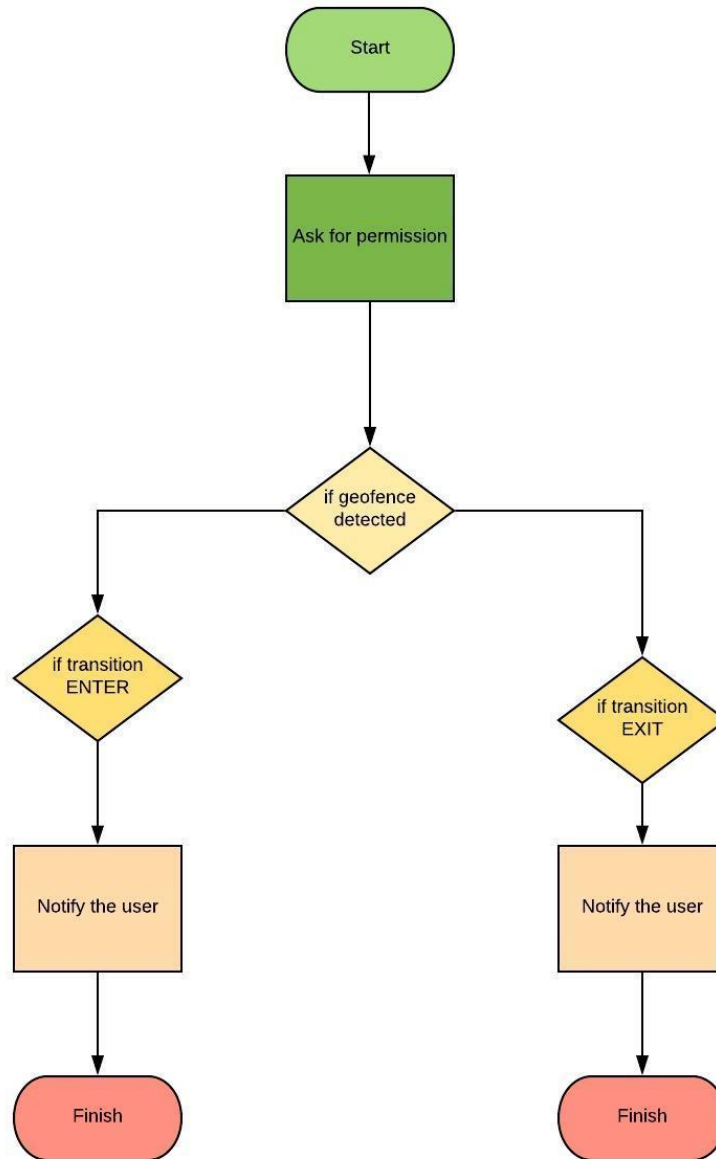 Start
Ask for permission
if geofence
detected
if transition
ENTER
if transition
EXIT
Notify the user
Notify the user
Finish
Finish